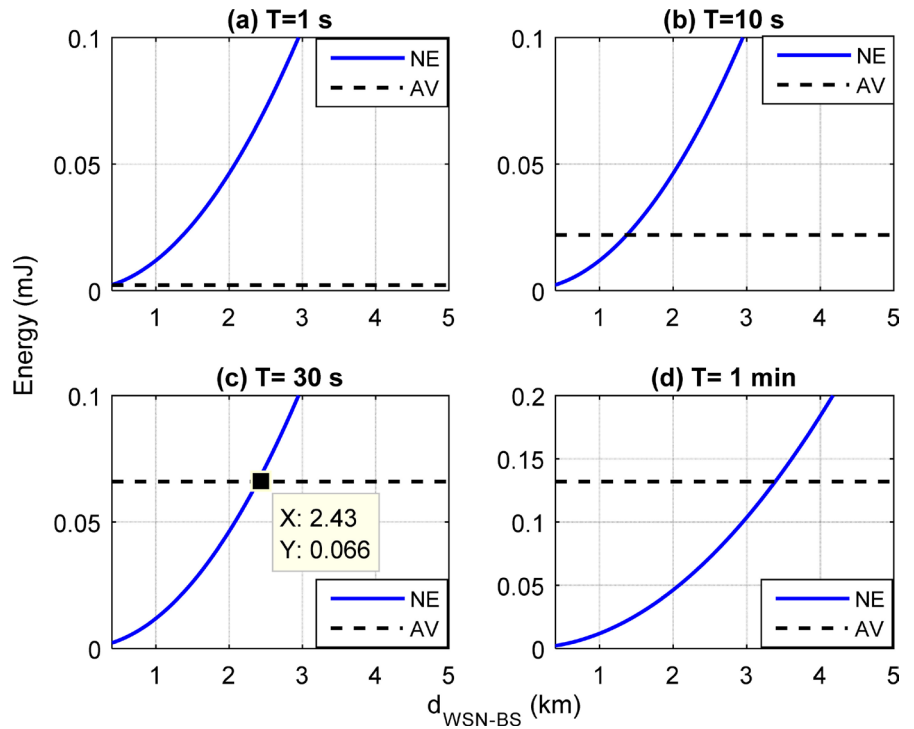 (a) T=1 s
0.1
0.05
0
1 2 3 4 5
NE
AV
(b) T=10 s
0.1
0.05
0
1 2 3 4 5
NE
AV
Energy (mJ)
(c) T= 30 s
0.1
0.05
0
1 2 3 4 5
X: 2.43
Y: 0.066
NE
AV
(d) T= 1 min
0.2
0.15
0.1
0.05
0
1 2 3 4 5
NE
AV
d_WSN-BS (km)